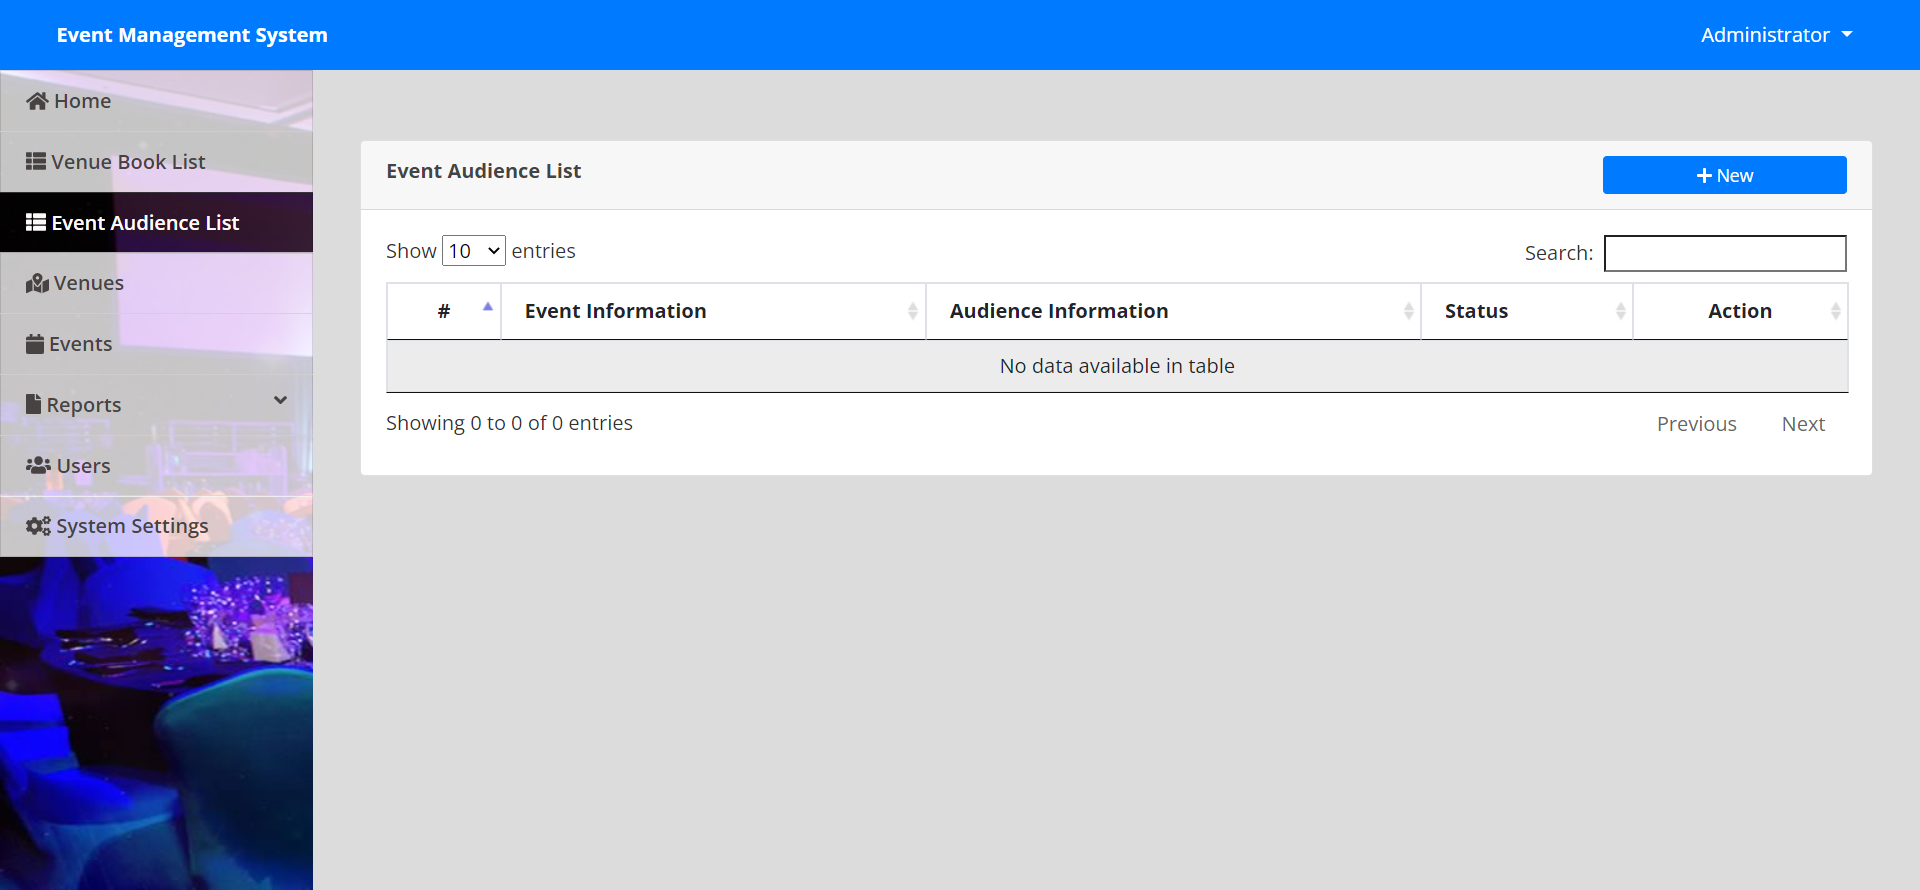 Event Management System
Administrator
Home
Venue Book List
Event Audience List
Venues
Events
Reports
Users
System Settings
Event Audience List
New
Show 10 entries
Search:
# Event Information Audience Information Status Action
No data available in table
Showing 0 to 0 of 0 entries
Previous Next